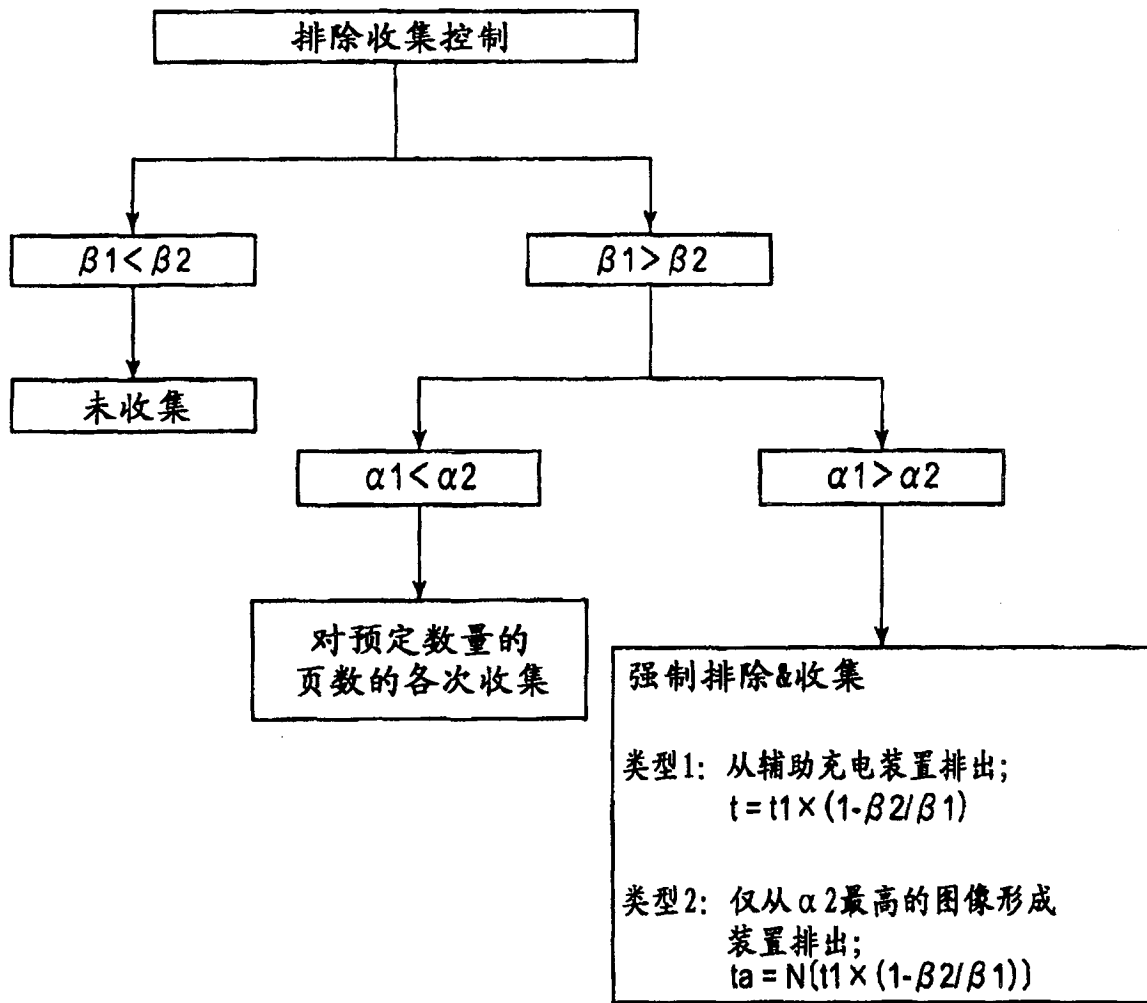 排除收集控制
β1<β2
β1>β2
未收集
α1<α2
α1>α2
对预定数量的
页数的各次收集
强制排除&收集
类型1: 从辅助充电装置排出;
t=t1×(1-β2/β1)
类型2: 仅从α2最高的图像形成
装置排出;
ta=N(t1×(1-β2/β1))